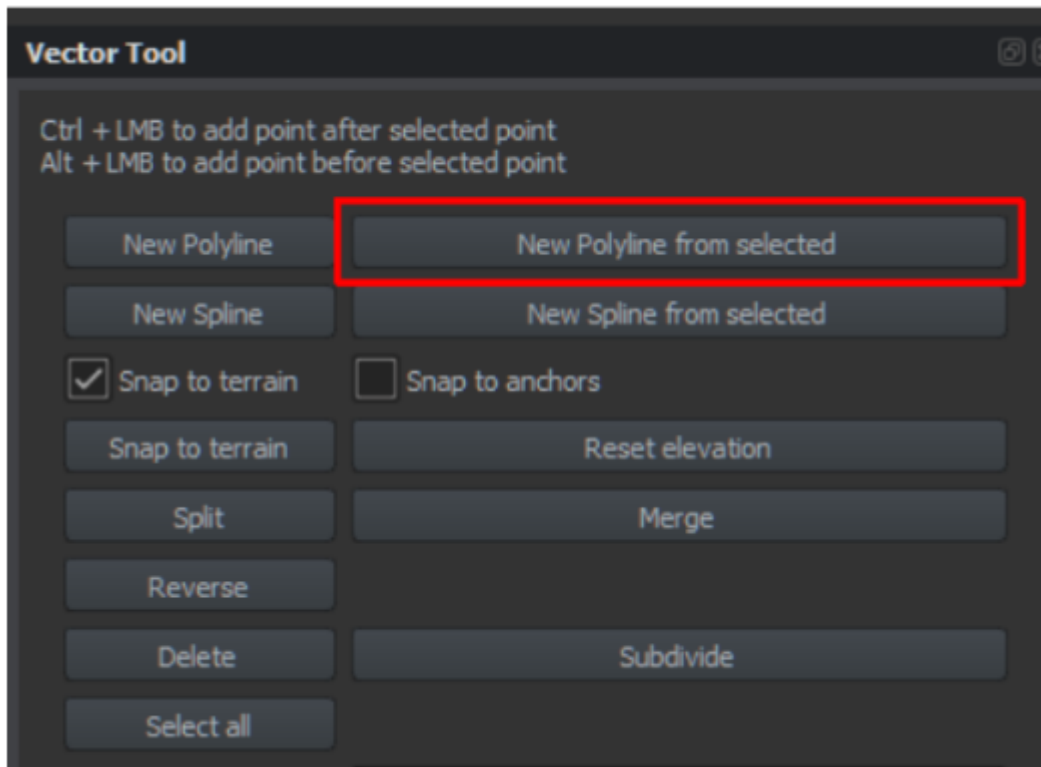 Vector Tool
Ctrl + LMB to add point after selected point
Alt + LMB to add point before selected point
New Polyline New Polyline from selected
New Spline New Spline from selected
Snap to terrain Snap to anchors
Snap to terrain Reset elevation
Split Merge
Reverse
Delete Subdivide
Select all